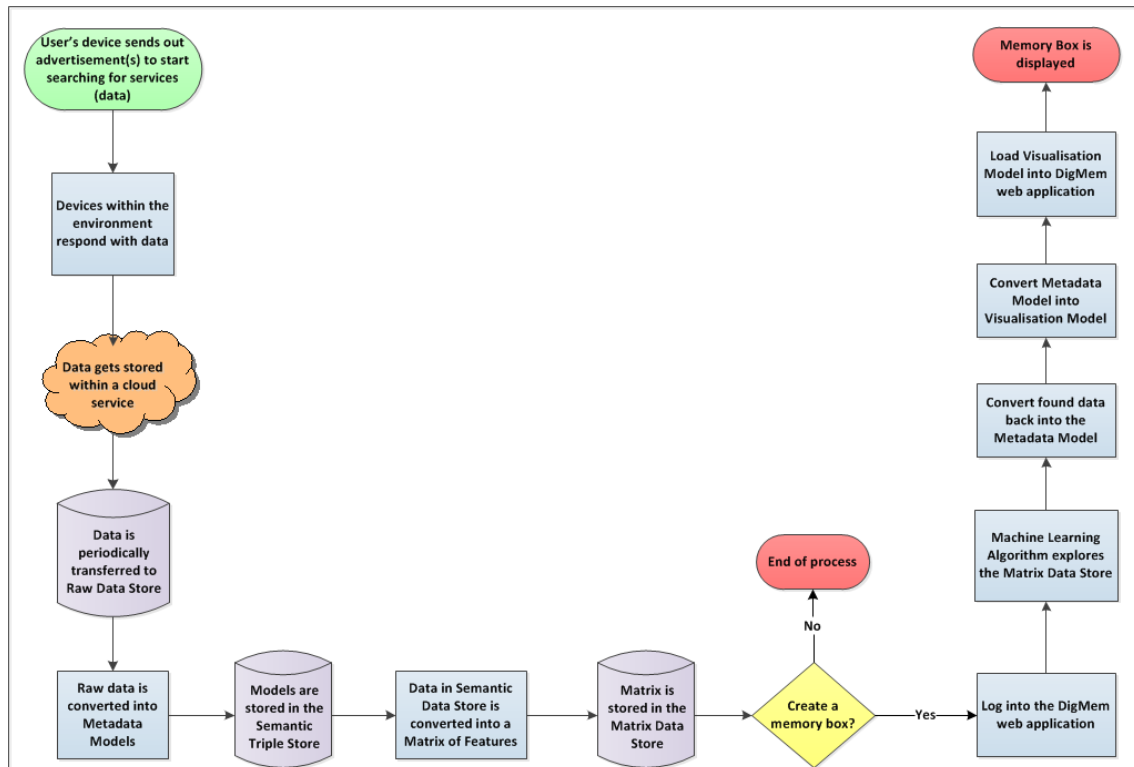 User's device sends out
advertisement(s) to start
searching for services
(data)
Devices within the
environment
respond with data
Data gets stored
within a cloud
service
Data is
periodically
transferred to
Raw Data Store
Raw data is
converted into
Metadata
Models
Models are
stored in the
Semantic
Triple Store
Data in Semantic
Data Store is
converted into a
Matrix of Features
Matrix is
stored in the
Matrix Data
Store
Create a
memory box?
No
End of process
Yes
Log into the DigMem
web application
Machine Learning
Algorithm explores
the Matrix Data Store
Convert found data
back into the
Metadata Model
Convert Metadata
Model into
Visualisation Model
Load Visualisation
Model into DigMem
web application
Memory Box is
displayed